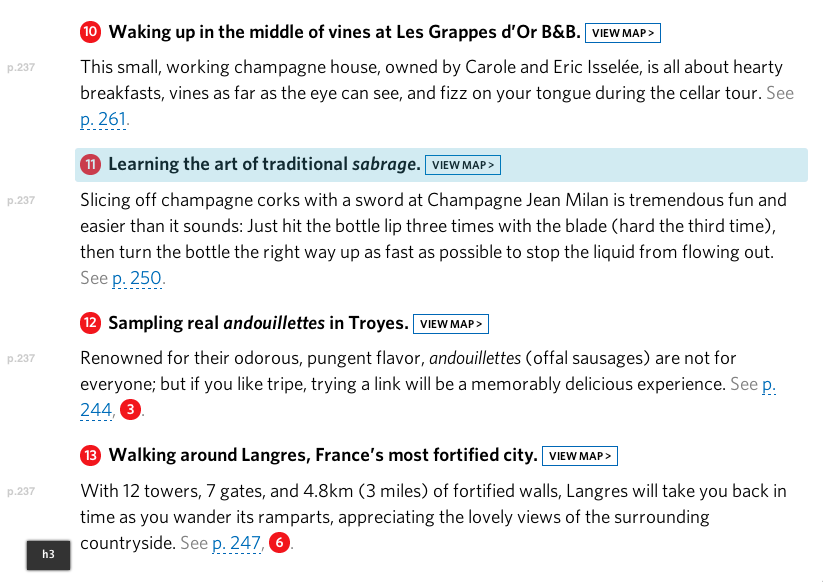 10 Waking up in the middle of vines at Les Grappes d’Or B&B. VIEW MAP >
p.237 This small, working champagne house, owned by Carole and Eric Isselée, is all about hearty
breakfasts, vines as far as the eye can see, and fizz on your tongue during the cellar tour. See
p. 261.
11 Learning the art of traditional sabrage. VIEW MAP >
p.237 Slicing off champagne corks with a sword at Champagne Jean Milan is tremendous fun and
easier than it sounds: Just hit the bottle lip three times with the blade (hard the third time),
then turn the bottle the right way up as fast as possible to stop the liquid from flowing out.
See p. 250.
12 Sampling real andouillettes in Troyes. VIEW MAP >
p.237 Renowned for their odorous, pungent flavor, andouillettes (offal sausages) are not for
everyone; but if you like tripe, trying a link will be a memorably delicious experience. See p.
244, 3.
13 Walking around Langres, France’s most fortified city. VIEW MAP >
p.237 With 12 towers, 7 gates, and 4.8km (3 miles) of fortified walls, Langres will take you back in
time as you wander its ramparts, appreciating the lovely views of the surrounding
countryside. See p. 247, 6.
h3